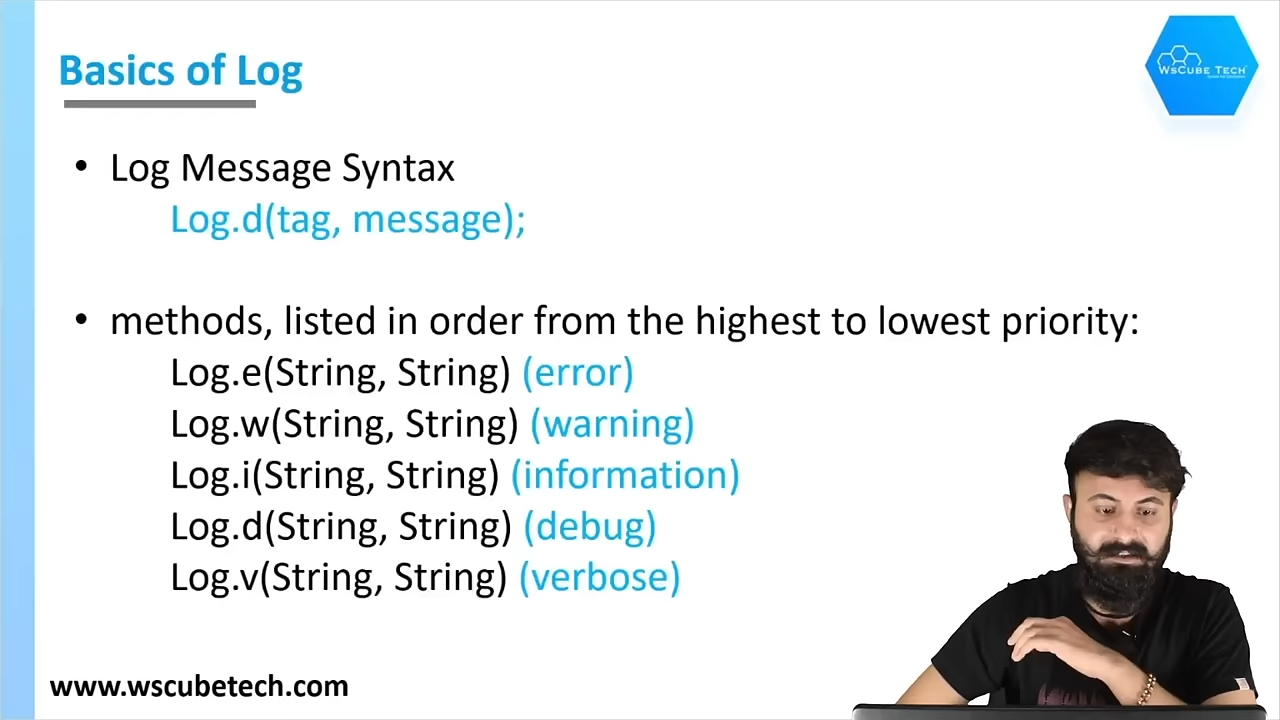 Basics of Log
WsCube Tech
• Log Message Syntax
Log.d(tag, message);
• methods, listed in order from the highest to lowest priority:
Log.e(String, String) (error)
Log.w(String, String) (warning)
Log.i(String, String) (information)
Log.d(String, String) (debug)
Log.v(String, String) (verbose)
www.wscubetech.com